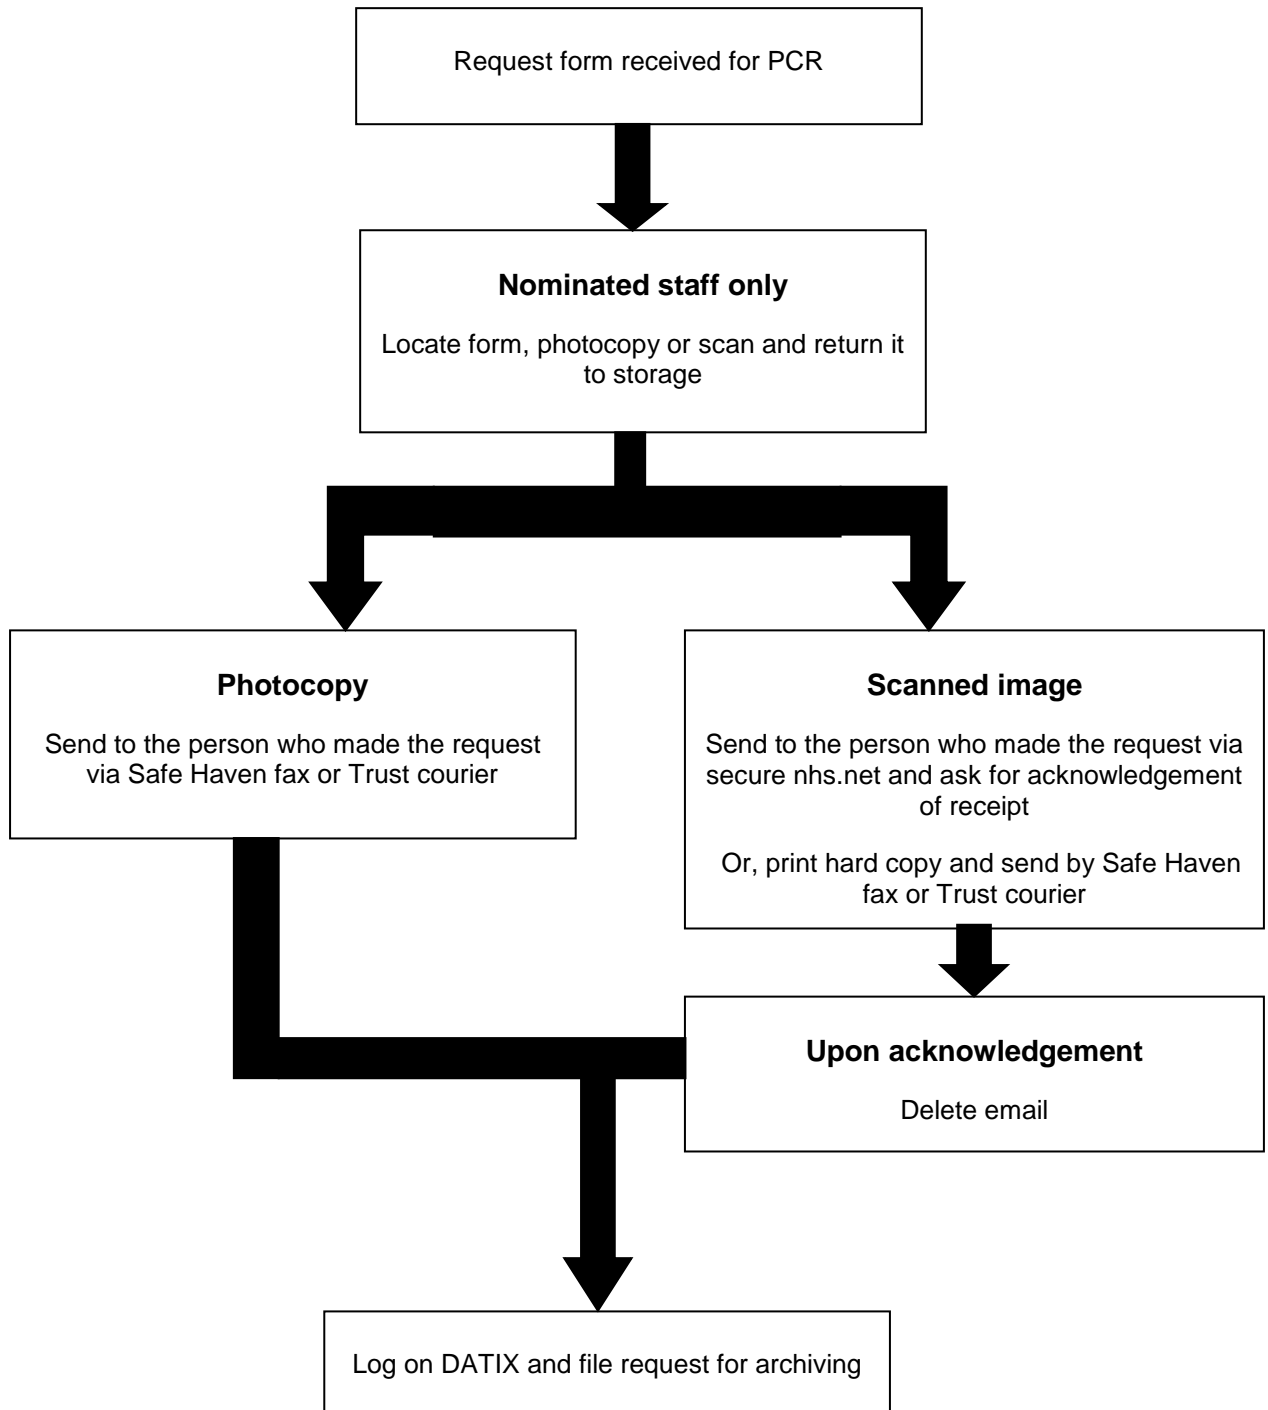 Request form received for PCR
Nominated staff only
Locate form, photocopy or scan and return it
to storage
Photocopy
Send to the person who made the request
via Safe Haven fax or Trust courier
Scanned image
Send to the person who made the request via
secure nhs.net and ask for acknowledgement
of receipt
Or, print hard copy and send by Safe Haven
fax or Trust courier
Upon acknowledgement
Delete email
Log on DATIX and file request for archiving